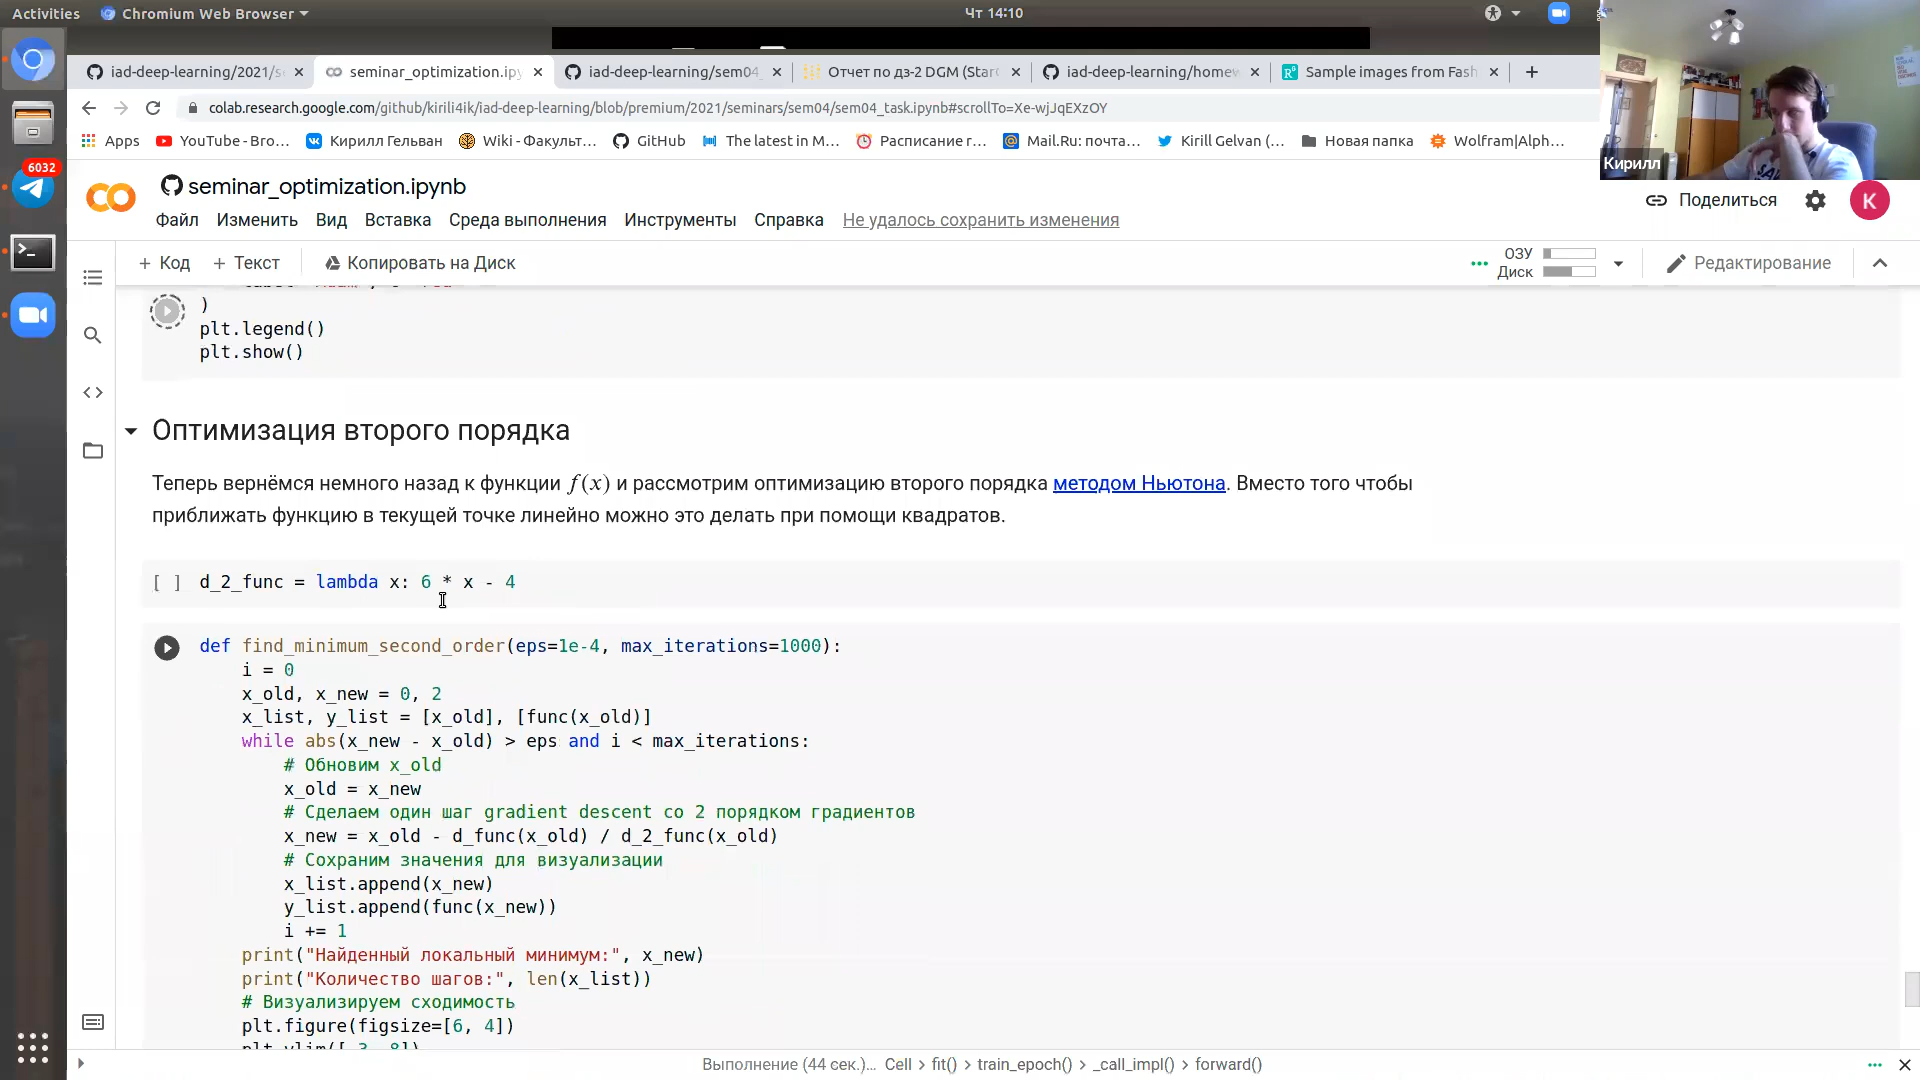 Activities
Chromium Web Browser
Чт 14:10
iad-deep-learning/2021/s
seminar_optimization.ipy
iad-deep-learning/sem04_
Отчет по дз-2 DGM (Star
iad-deep-learning/homew
Sample images from Fash
colab.research.google.com/github/kirili4ik/iad-deep-learning/blob/premium/2021/seminars/sem04/sem04_task.ipynb#scrollTo=Xe-wjJqEXzOY
Apps
YouTube - Bro...
Кирилл Гельван
Wiki - Факульт...
GitHub
The latest in M...
Расписание г...
Mail.Ru: почта...
Kirill Gelvan (...
Новая папка
Wolfram|Alph...
Кирилл
6032
seminar_optimization.ipynb
Поделиться
K
Файл Изменить Вид Вставка Среда выполнения Инструменты Справка Не удалось сохранить изменения
+ Код + Текст Копировать на Диск
ОЗУ
Диск
Редактирование
)
plt.legend()
plt.show()
Оптимизация второго порядка
Теперь вернёмся немного назад к функции f(x) и рассмотрим оптимизацию второго порядка методом Ньютона. Вместо того чтобы
приближать функцию в текущей точке линейно можно это делать при помощи квадратов.
[ ] d_2_func = lambda x: 6 * x - 4
def find_minimum_second_order(eps=1e-4, max_iterations=1000):
i = 0
x_old, x_new = 0, 2
x_list, y_list = [x_old], [func(x_old)]
while abs(x_new - x_old) > eps and i < max_iterations:
# Обновим x_old
x_old = x_new
# Сделаем один шаг gradient descent со 2 порядком градиентов
x_new = x_old - d_func(x_old) / d_2_func(x_old)
# Сохраним значения для визуализации
x_list.append(x_new)
y_list.append(func(x_new))
i += 1
print("Найденный локальный минимум:", x_new)
print("Количество шагов:", len(x_list))
# Визуализируем сходимость
plt.figure(figsize=[6, 4])
Выполнение (44 сек.)... Cell > fit() > train_epoch() > _call_impl() > forward()